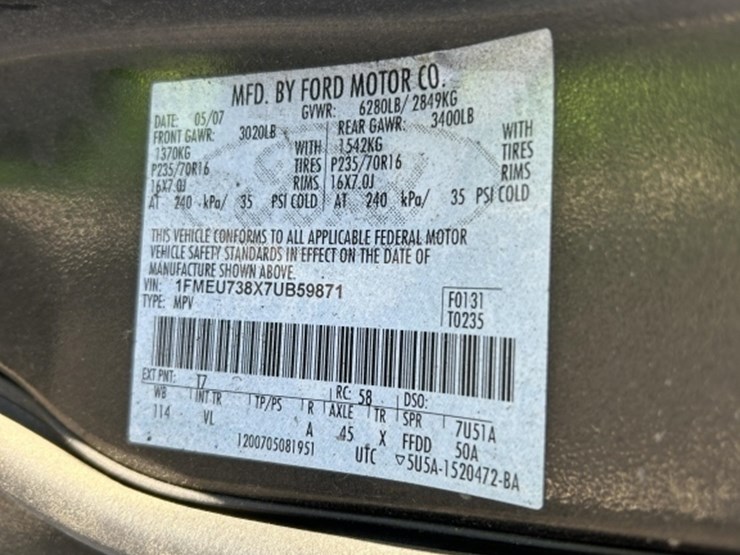 MFD. BY FORD MOTOR CO.
DATE: 05/07 GVWR: 6280LB/ 2849KG
FRONT GAWR: 3020LB REAR GAWR: 3400LB
1370KG WITH 1542KG WITH
P235/70R16 TIRES P235/70R16 TIRES
16X7.0J RIMS 16X7.0J RIMS
AT 240 kPa/ 35 PSI COLD AT 240 kPa/ 35 PSI COLD
THIS VEHICLE CONFORMS TO ALL APPLICABLE FEDERAL MOTOR
VEHICLE SAFETY STANDARDS IN EFFECT ON THE DATE OF
MANUFACTURE SHOWN ABOVE.
VIN: 1FMEU738X7UB59871 F0131
TYPE: MPV T0235
EXT PNT: T7 RC: 58 DSO:
WB INT TR TP/PS R AXLE TR SPR 7U51A
114 VL A 45 X FFDD 50A
1200705081951 UTC ▽5U5A-1520472-BA